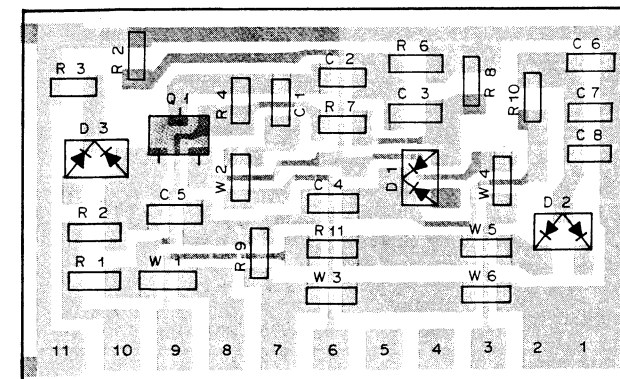 R 2
R 3
Q 1
R 4
C 1
C 2
R 7
R 6
C 3
R 8
R 10
C 6
C 7
C 8
D 3
W 2
C 5
C 4
D 1
W 4
D 2
R 2
R 9
R 11
W 5
R 1
W 1
W 3
W 6
11 10 9 8 7 6 5 4 3 2 1